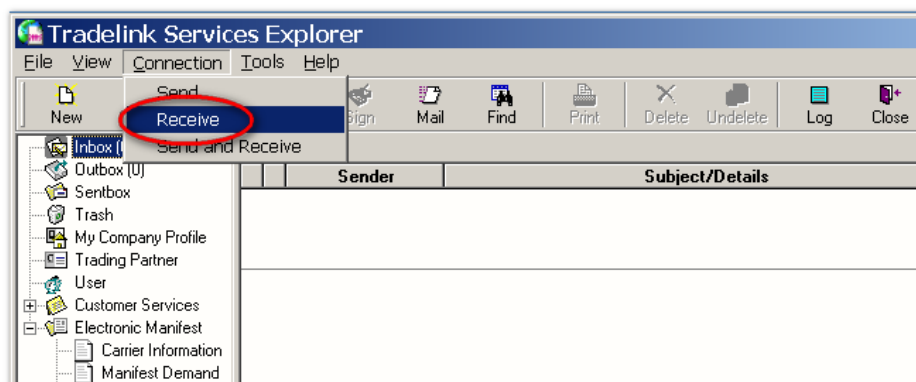 Tradelink Services Explorer
File View Connection Tools Help
Send
Receive
Send and Receive
New Sign Mail Find Print Delete Undelete Log Close
Inbox
Outbox (0)
Sentbox
Trash
My Company Profile
Trading Partner
User
Customer Services
Electronic Manifest
Carrier Information
Manifest Demand
Sender Subject/Details